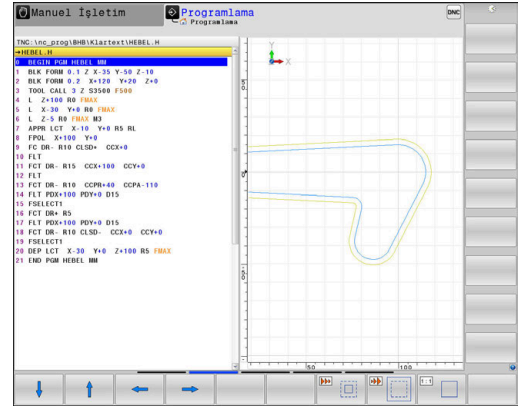 Manuel İşletim
Programlama
Programlama
DNC
TNC:\nc_prog\BHB\Klartext\HEBEL.H
→HEBEL.H
0 BEGIN PGM HEBEL MM
1 BLK FORM 0.1 Z X-35 Y-50 Z-10
2 BLK FORM 0.2 X+120 Y+20 Z+0
3 TOOL CALL 3 Z S3500 F500
4 L Z+100 R0 FMAX
5 L X-30 Y+0 R0 FMAX
6 L Z-5 R0 FMAX M3
7 APPR LCT X-10 Y+0 R5 RL
8 FPOL X+100 Y+0
9 FC DR- R10 CLSD+ CCX+0
10 FLT
11 FCT DR- R15 CCX+100 CCY+0
12 FLT
13 FCT DR- R10 CCPR+40 CCPA-110
14 FLT PDX+100 PDY+0 D15
15 FSELECT1
16 FCT DR+ R5
17 FLT PDX+100 PDY+0 D15
18 FCT DR- R10 CLSD- CCX+0 CCY+0
19 FSELECT1
20 DEP LCT X-30 Y+0 Z+100 R5 FMAX
21 END PGM HEBEL MM
Y
X
50
0
-50
50
100
1:1